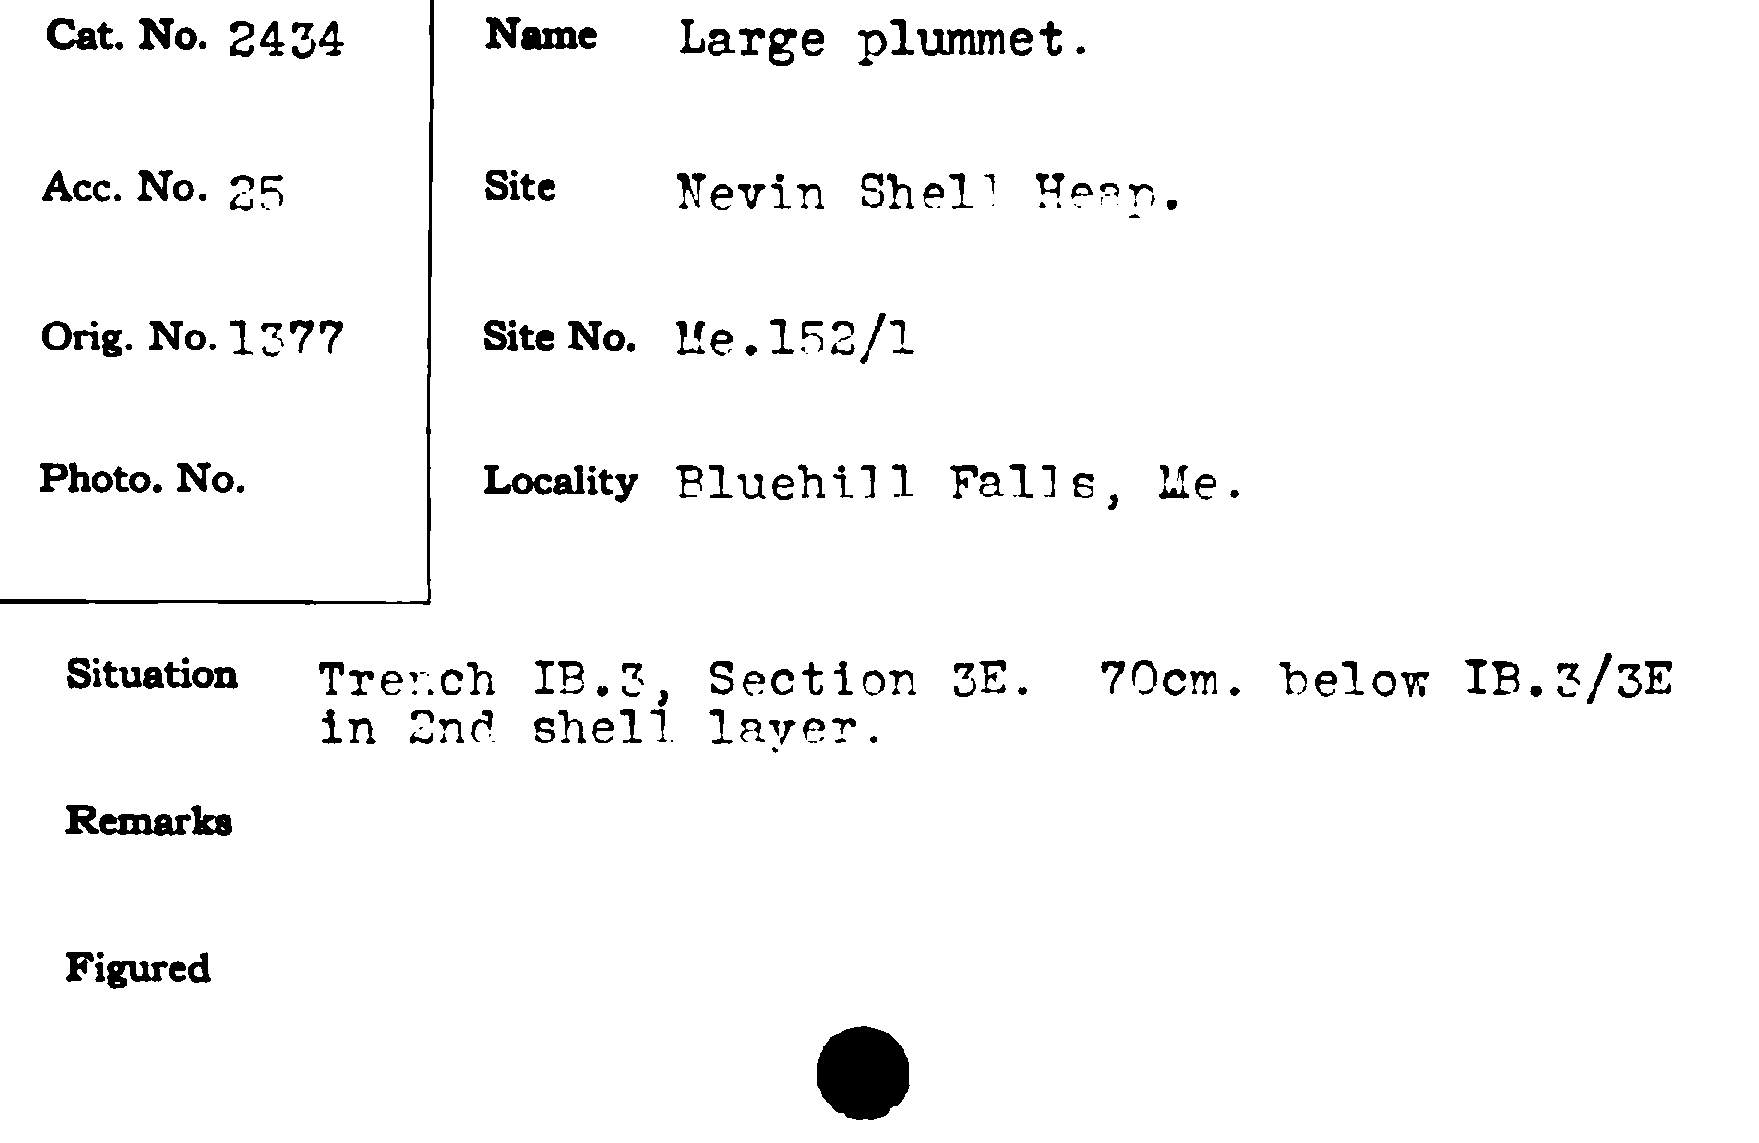 Cat. No. 2434
Name Large plummet.
Acc. No. 25
Site Nevin Shell Heap.
Orig. No. 1377
Site No. Me.152/1
Photo. No.
Locality Bluehill Falls, Me.
Situation Trench IB.3, Section 3E. 70cm. below IB.3/3E
in 2nd shell layer.
Remarks
Figured